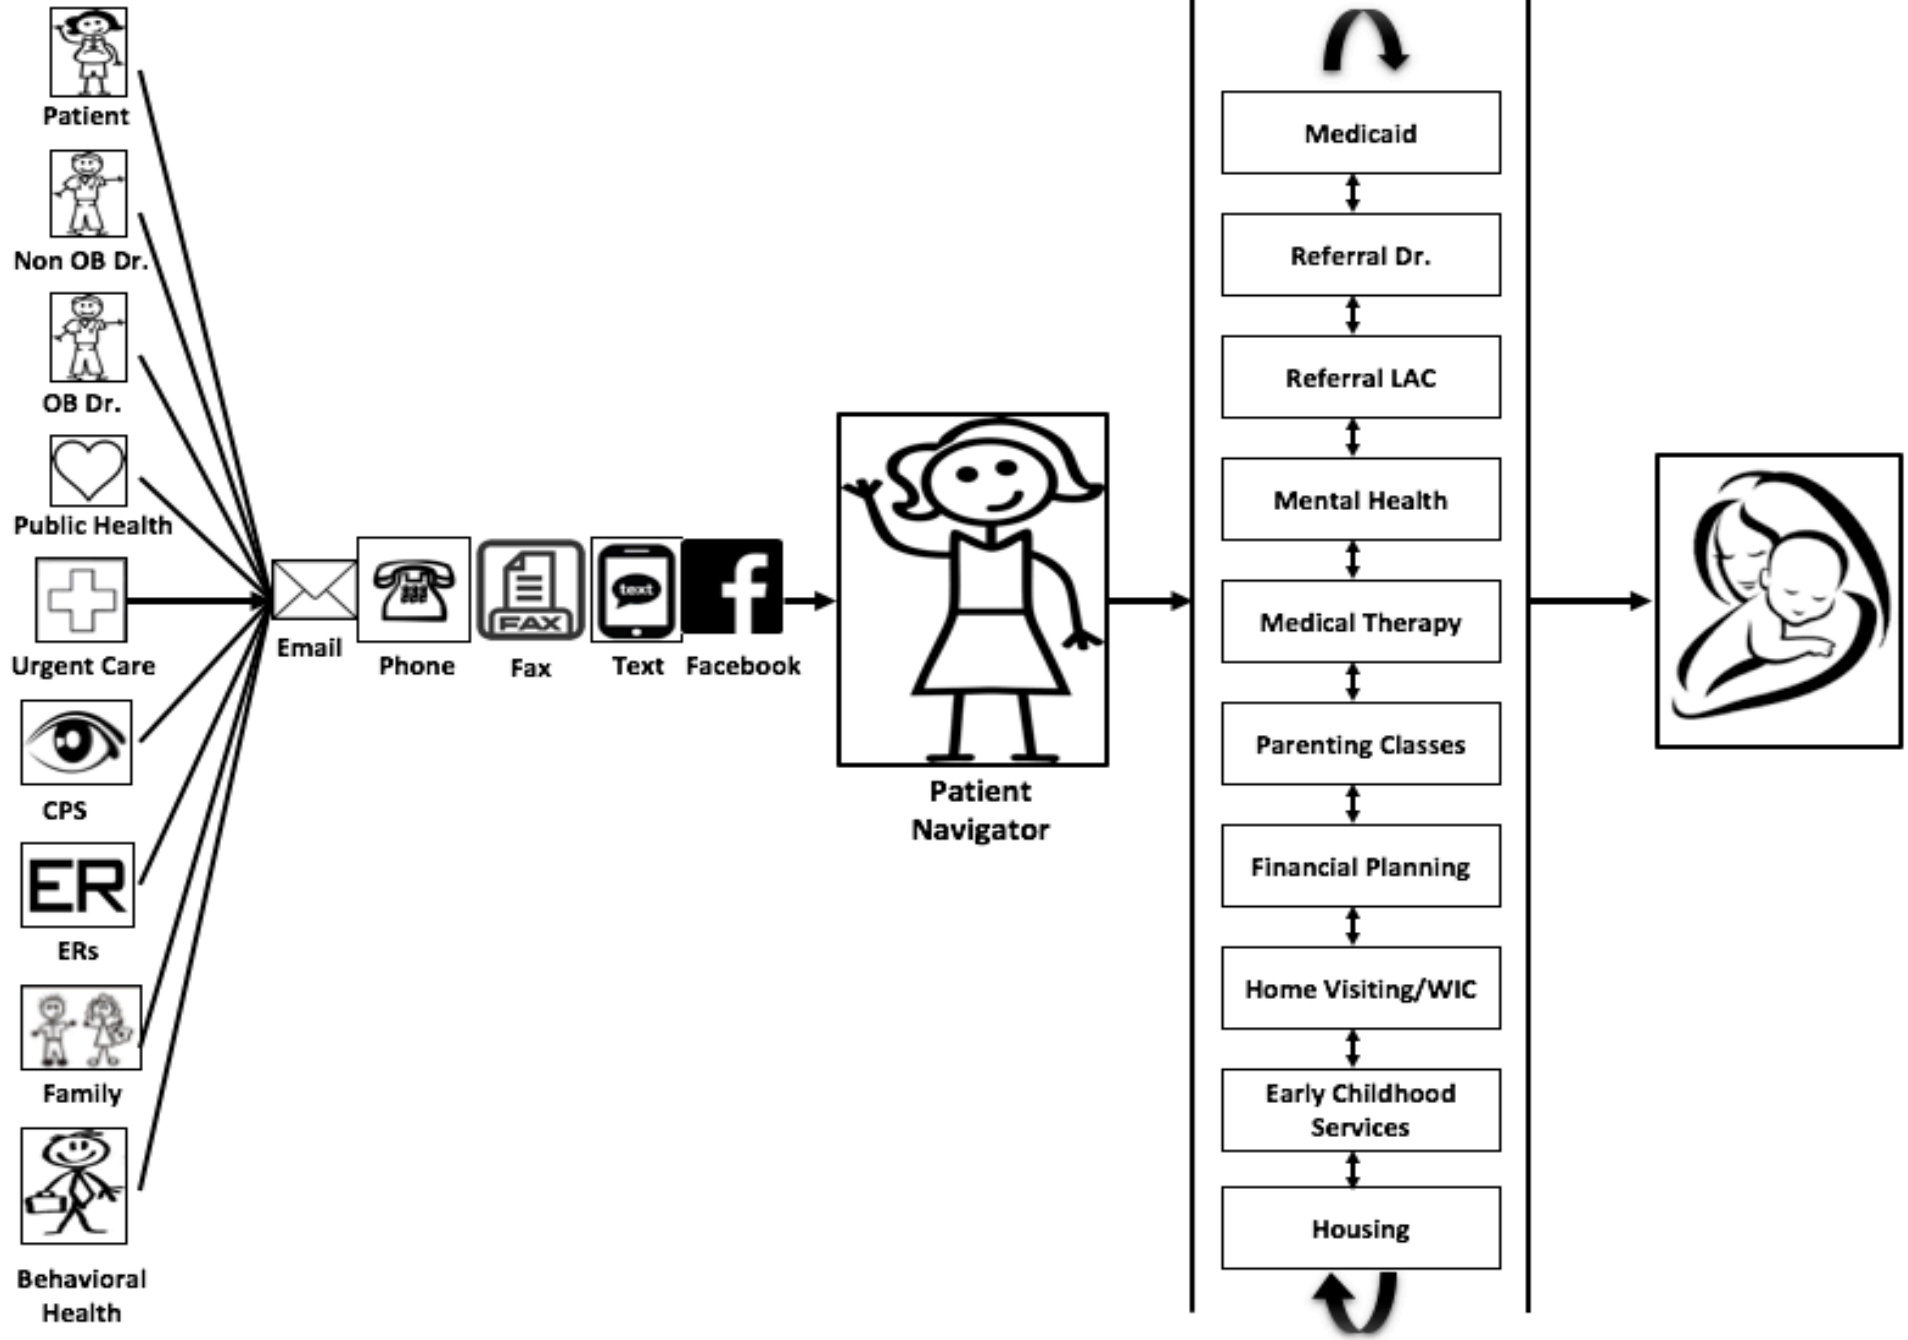 Patient
Non OB Dr.
OB Dr.
Public Health
Urgent Care
CPS
ER
ERs
Family
Behavioral
Health
Email
Phone
FAX
Fax
text
Text
f
Facebook
Patient
Navigator
Medicaid
Referral Dr.
Referral LAC
Mental Health
Medical Therapy
Parenting Classes
Financial Planning
Home Visiting/WIC
Early Childhood
Services
Housing